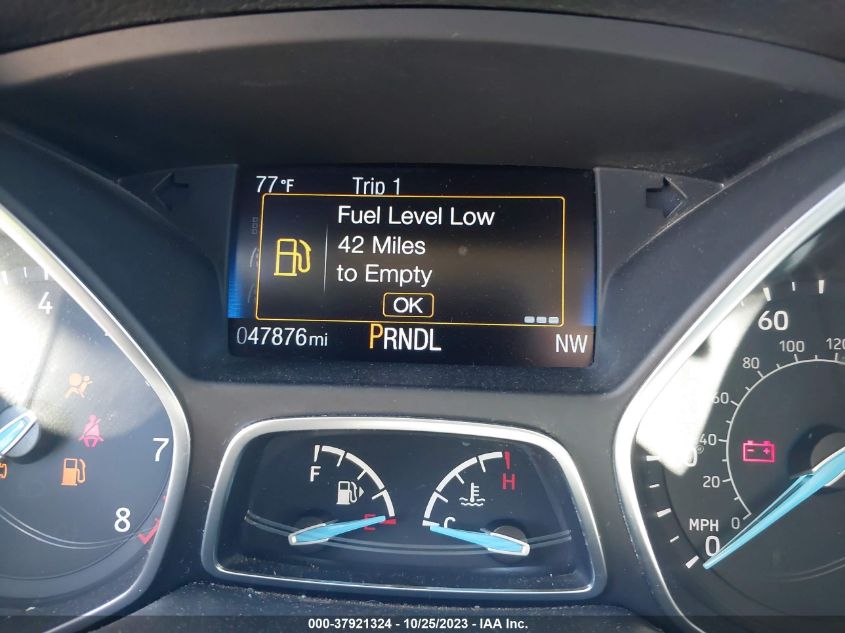 77°F Trip 1
Fuel Level Low
42 Miles
to Empty
OK
047876mi PRNDL NW
4
7
8
F
E
H
C
60
120
100
80
40
20
0
MPH
0
000-37921324 - 10/25/2023 - IAA, Inc.